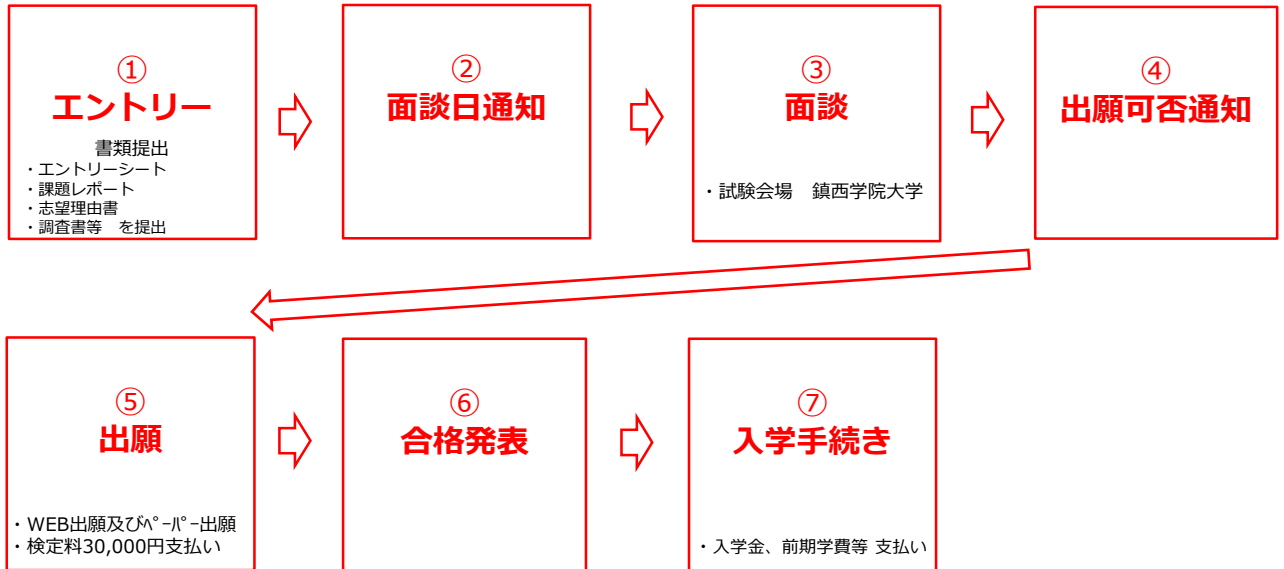 ①
エントリー
書類提出
・エントリーシート
・課題レポート
・志望理由書
・調査書等　を提出
②
面談日通知
③
面談
・試験会場　鎮西学院大学
④
出願可否通知
⑤
出願
・WEB出願及びﾍﾟｰﾊﾟｰ出願
・検定料30,000円支払い
⑥
合格発表
⑦
入学手続き
・入学金、前期学費等 支払い